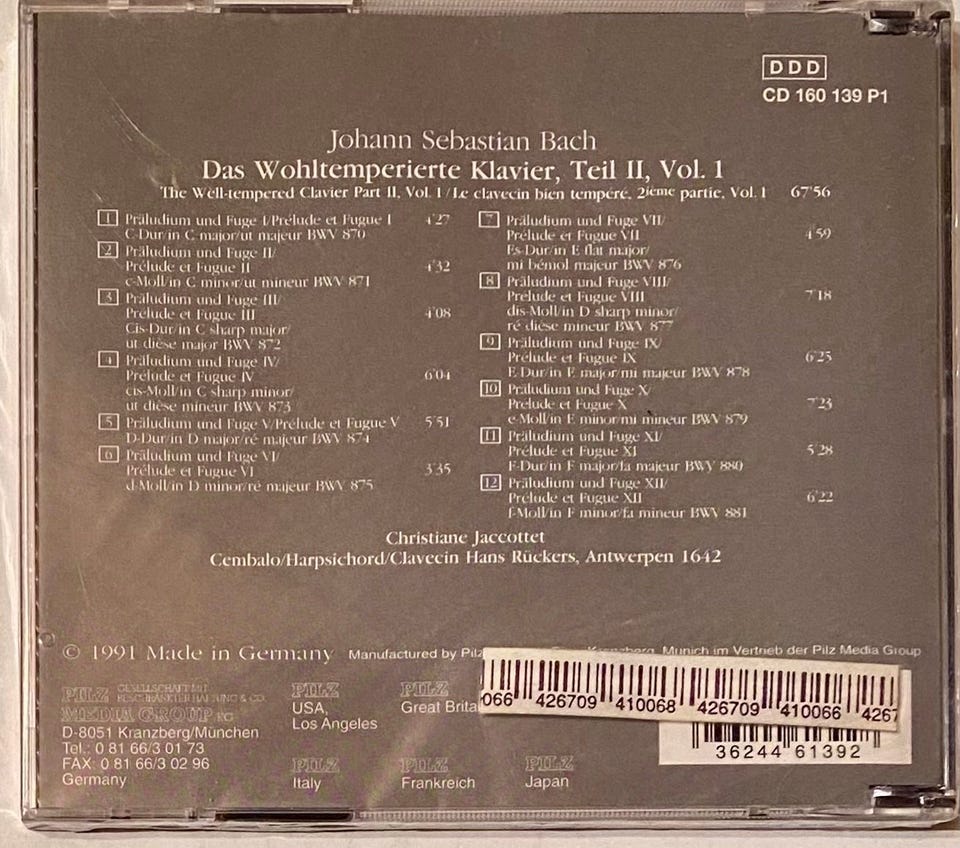 DDD
CD 160 139 P1
Johann Sebastian Bach
Das Wohltemperierte Klavier, Teil II, Vol. 1
The Well-tempered Clavier Part II, Vol. 1/Le clavecin bien temperé, 2ieme partie, Vol. 1 67'56
1 Präludium und Fuge I/Prélude et Fugue I 4'27
C-Dur/in C major/ut majeur BWV 870
2 Präludium und Fuge II/
Prélude et Fugue II 4'32
c-Moll/in C minor/ut mineur BWV 871
3 Präludium und Fuge III/
Prélude et Fugue III 4'08
Cis-Dur/in C sharp major/
ut dièse major BWV 872
4 Präludium und Fuge IV/
Prélude et Fugue IV 6'04
cis-Moll/in C sharp minor/
ut dièse mineur BWV 873
5 Präludium und Fuge V/Prélude et Fugue V 5'51
D-Dur/in D major/ré majeur BWV 874
6 Präludium und Fuge VI/
Prélude et Fugue VI 3'35
d-Moll/in D minor/ré majeur BWV 875
7 Präludium und Fuge VII/
Prélude et Fugue VII 4'59
Es-Dur/in E flat major/
mi bémol majeur BWV 876
8 Präludium und Fuge VIII/
Prelude et Fugue VIII 7'18
dis-Moll/in D sharp minor/
ré dièse mineur BWV 877
9 Präludium und Fuge IX/
Prélude et Fugue IX 6'25
E-Dur/in E major/mi majeur BWV 878
10 Präludium und Fuge X/
Prelude et Fugue X 7'23
e-Moll/in E minor/mi mineur BWV 879
11 Präludium und Fuge XI/
Prélude et Fugue XI 5'28
F-Dur/in F major/fa majeur BWV 880
12 Präludium und Fuge XII/
Prélude et Fugue XII 6'22
f-Moll/in F minor/fa mineur BWV 881
Christiane Jaccottet
Cembalo/Harpsichord/Clavecin Hans Rückers, Antwerpen 1642
© 1991 Made in Germany Manufactured by Pilz Kranzberg, Munich im Vertrieb der Pilz Media Group
PILZ GESELLSCHAFT MIT
BESCHRÄNKTER HAFTUNG & CO.
MEDIA GROUP KG
D-8051 Kranzberg/München
Tel.: 0 81 66/3 01 73
FAX: 0 81 66/3 02 96
Germany
PILZ
USA,
Los Angeles
PILZ
Great Brita
PILZ
Italy
PILZ
Frankreich
PILZ
Japan
066 426709 410068 426709 410066 4267
36244 61392